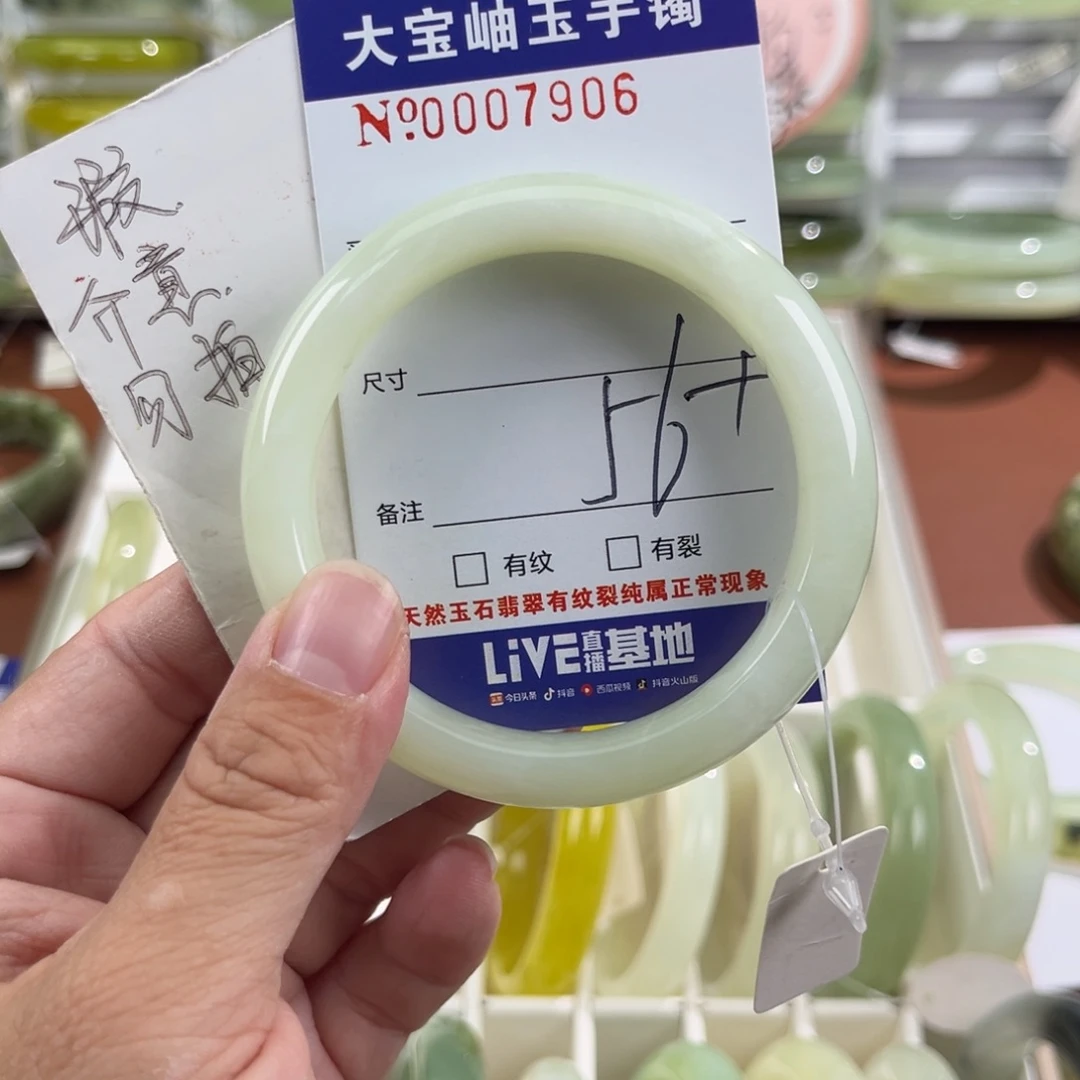 大宝岫玉手镯
Nº:0007906
瑕
介意
勿拍
尺寸 56+
备注
有纹 有裂
天然玉石翡翠有纹裂纯属正常现象
LiVE直播基地
今日头条 抖音 西瓜视频 抖音火山版